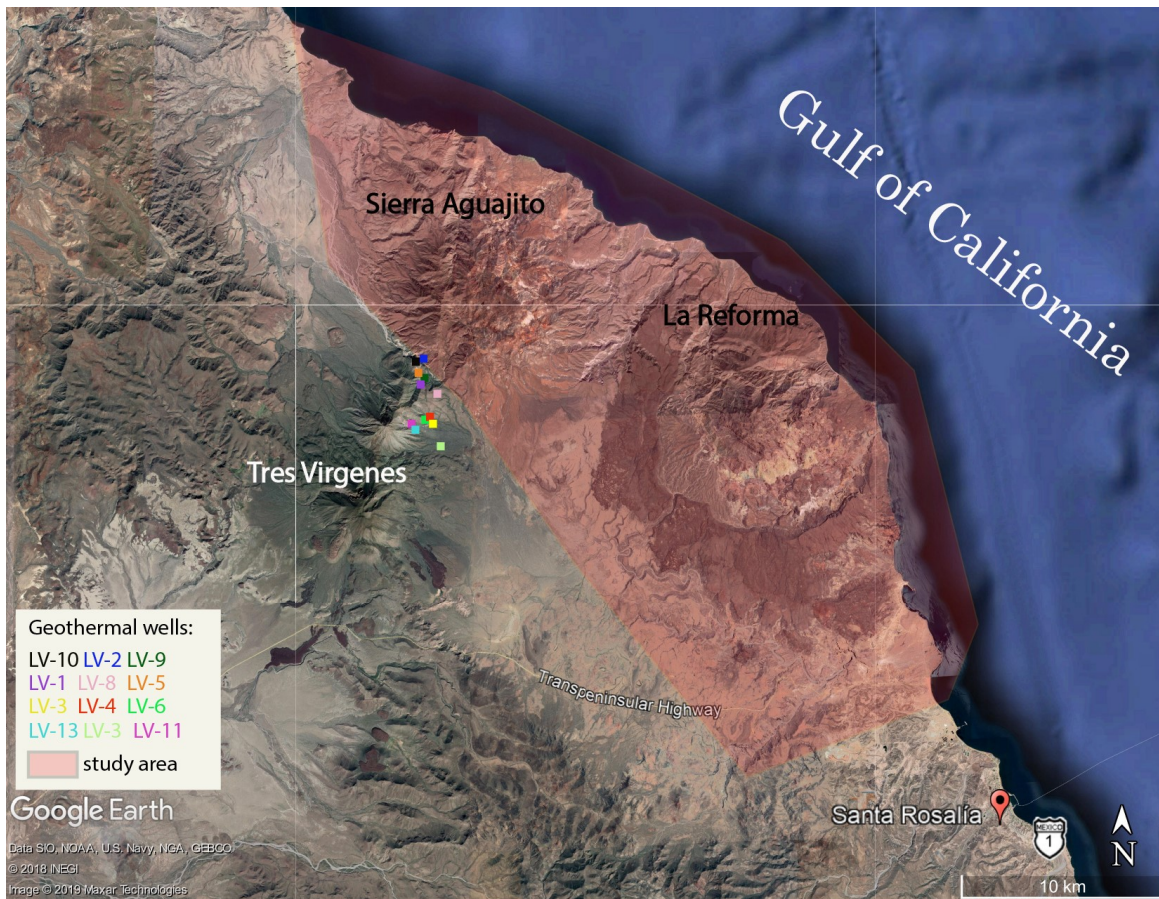 Gulf of California
Sierra Aguajito
La Reforma
Tres Virgenes
Geothermal wells:
LV-10 LV-2 LV-9
LV-1 LV-8 LV-5
LV-3 LV-4 LV-6
LV-13 LV-3 LV-11
study area
Transpeninsular Highway
Google Earth
Santa Rosalía
MEXICO
1
N
Data SIO, NOAA, U.S. Navy, NGA, GEBCO
© 2018 INEGI
Image © 2019 Maxar Technologies
10 km